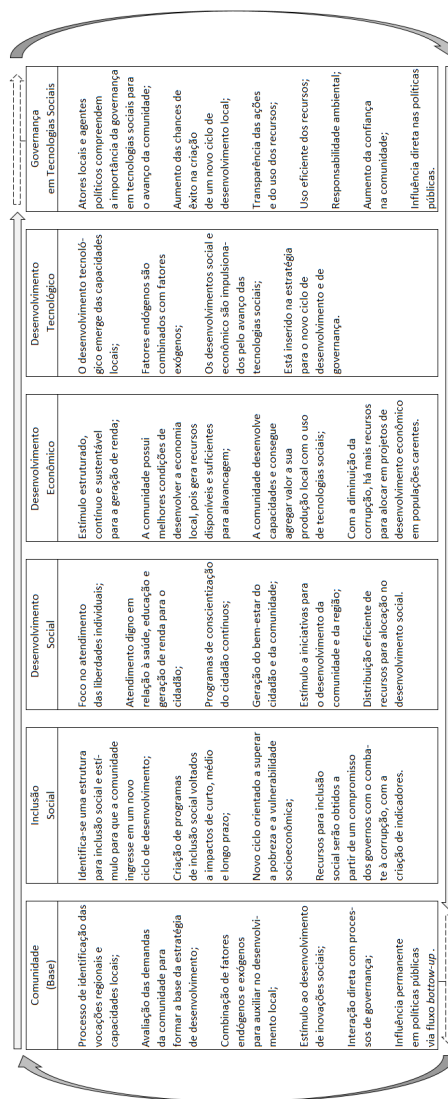 Comunidade
(Base)
Processo de identificação das
vocações regionais e
capacidades locais;
Avaliação das demandas
da comunidade para
formar a base da estratégia
de desenvolvimento;
Combinação de fatores
endógenos e exógenos
para auxiliar no desenvolvi-
mento local;
Estímulo ao desenvolvimento
de inovações sociais;
Interação direta com proces-
sos de governança;
Influência permanente
em políticas públicas
via fluxo bottow-up.
Inclusão
Social
Identifica-se uma estrutura
para inclusão social e estí-
mulo para que a comunidade
ingresse em um novo
ciclo de desenvolvimento;
Criação de programas
de inclusão social voltados
a impactos de curto, médio
e longo prazo;
Novo ciclo orientado a superar
a pobreza e a vulnerabilidade
socioeconômica;
Recursos para inclusão
social serão obtidos a
partir de um compromisso
dos governos com o comba-
te à corrupção, com a
criação de indicadores.
Desenvolvimento
Social
Foco no atendimento
das liberdades individuais;
Atendimento digno em
relação à saúde, educação e
geração de renda para o
cidadão;
Programas de conscientização
do cidadão contínuos;
Geração do bem-estar do
cidadão e da comunidade;
Estímulo a iniciativas para
o desenvolvimento da
comunidade e da região;
Distribuição eficiente de
recursos para alocação no
desenvolvimento social.
Desenvolvimento
Econômico
Estímulo estruturado,
contínuo e sustentável
para a geração de renda;
A comunidade possui
melhores condições de
desenvolver a economia
local, pois gera recursos
disponíveis e suficientes
para alavancagem;
A comunidade desenvolve
capacidades e consegue
agregar valor a sua
produção local com o uso
de tecnologias sociais;
Com a diminuição da
corrupção, há mais recursos
para alocar em projetos de
desenvolvimento econômico
em populações carentes.
Desenvolvimento
Tecnológico
O desenvolvimento tecnoló-
gico emerge das capacidades
locais;
Fatores endógenos são
combinados com fatores
exógenos;
Os desenvolvimentos social e
econômico são impulsiona-
dos pelo avanço das
tecnologias sociais;
Está inserido na estratégia
para o novo ciclo de
desenvolvimento e de
governança.
Governança
em Tecnologias Sociais
Atores locais e agentes
políticos compreendem
a importância da governança
em tecnologias sociais para
o avanço da comunidade;
Aumento das chances de
êxito na criação
de um novo ciclo de
desenvolvimento local;
Transparência das ações
e do uso dos recursos;
Uso eficiente dos recursos;
Responsabilidade ambiental;
Aumento da confiança
na comunidade;
Influência direta nas políticas
públicas.